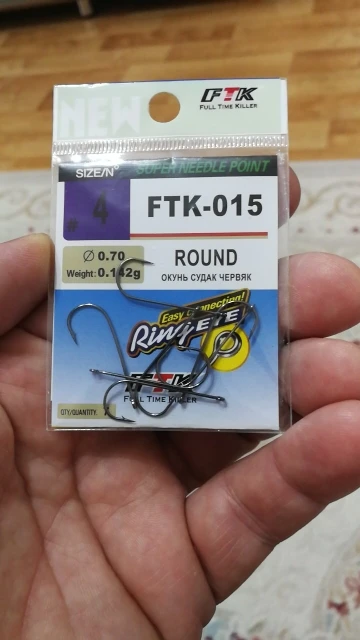 NEW
FTK
FULL TIME KILLER
SIZE/N°
SUPER NEEDLE POINT
# 4
FTK-015
Ø 0.70
Weight: 0.142g
ROUND
ОКУНЬ СУДАК ЧЕРВЯК
Easy Connection!
Ring EYE
FTK
FULL TIME KILLER
QTY/QUANTITY: